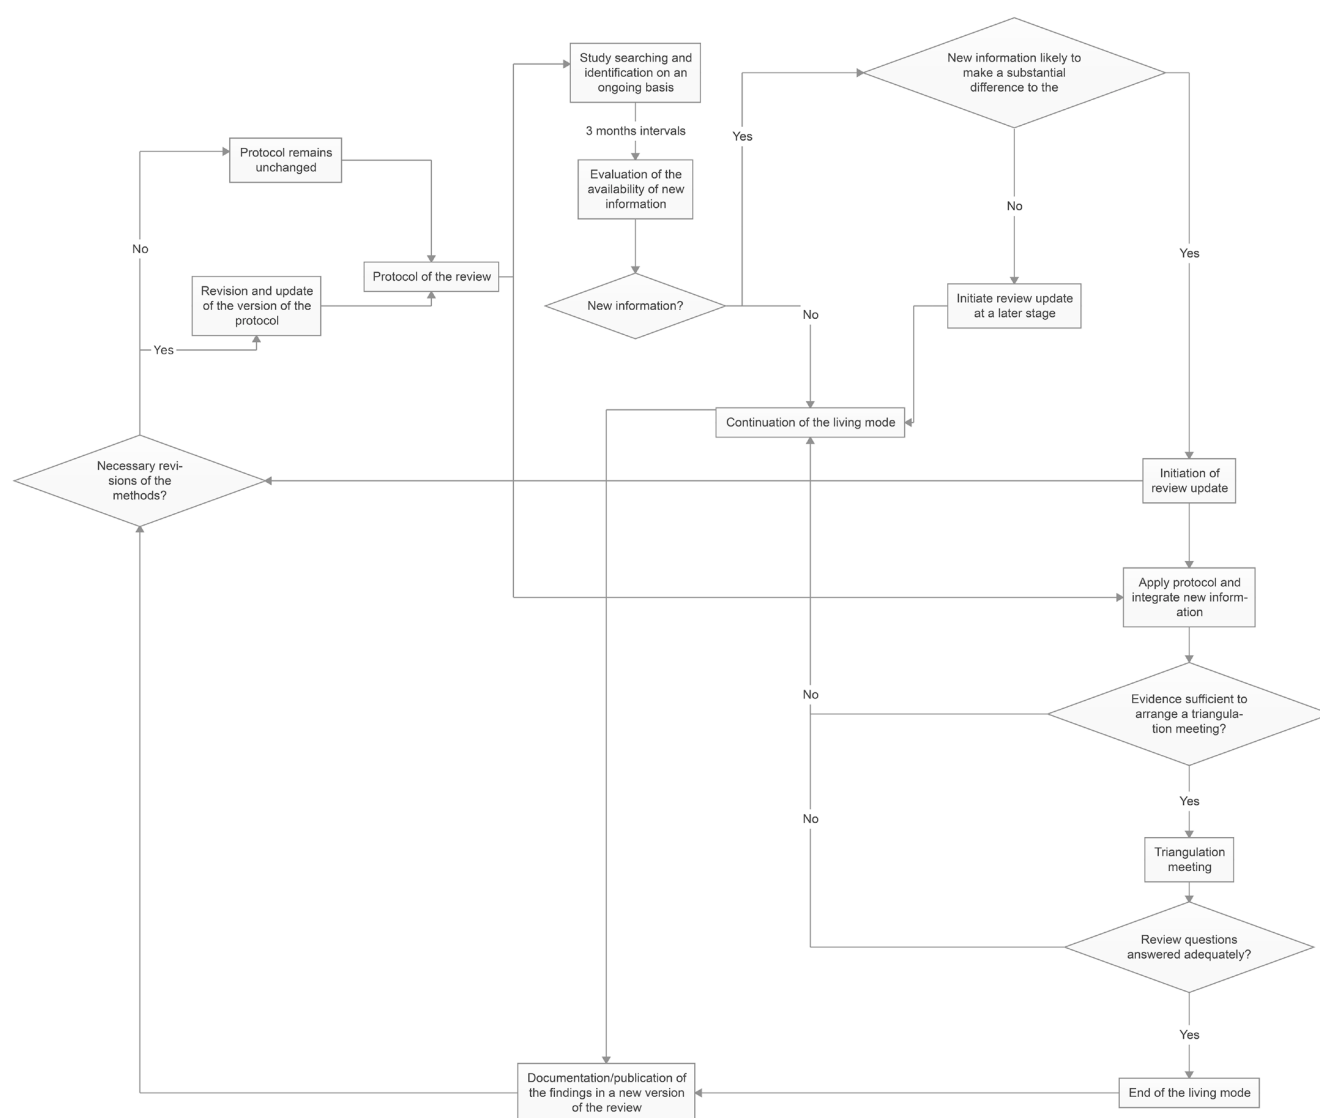 Study searching and
identification on an
ongoing basis
New information likely to
make a substantial
difference to the
3 months intervals
Yes
Protocol remains
unchanged
Evaluation of the
availability of new
information
No
No
Yes
Protocol of the review
Revision and update
of the version of the
protocol
New information?
No
Initiate review update
at a later stage
Yes
Continuation of the living mode
Necessary revi-
sions of the
methods?
Initiation of
review update
Apply protocol and
integrate new inform-
ation
No
Evidence sufficient to
arrange a triangula-
tion meeting?
Yes
No
Triangulation
meeting
Review questions
answered adequately?
Yes
Documentation/publication of
the findings in a new version
of the review
End of the living mode